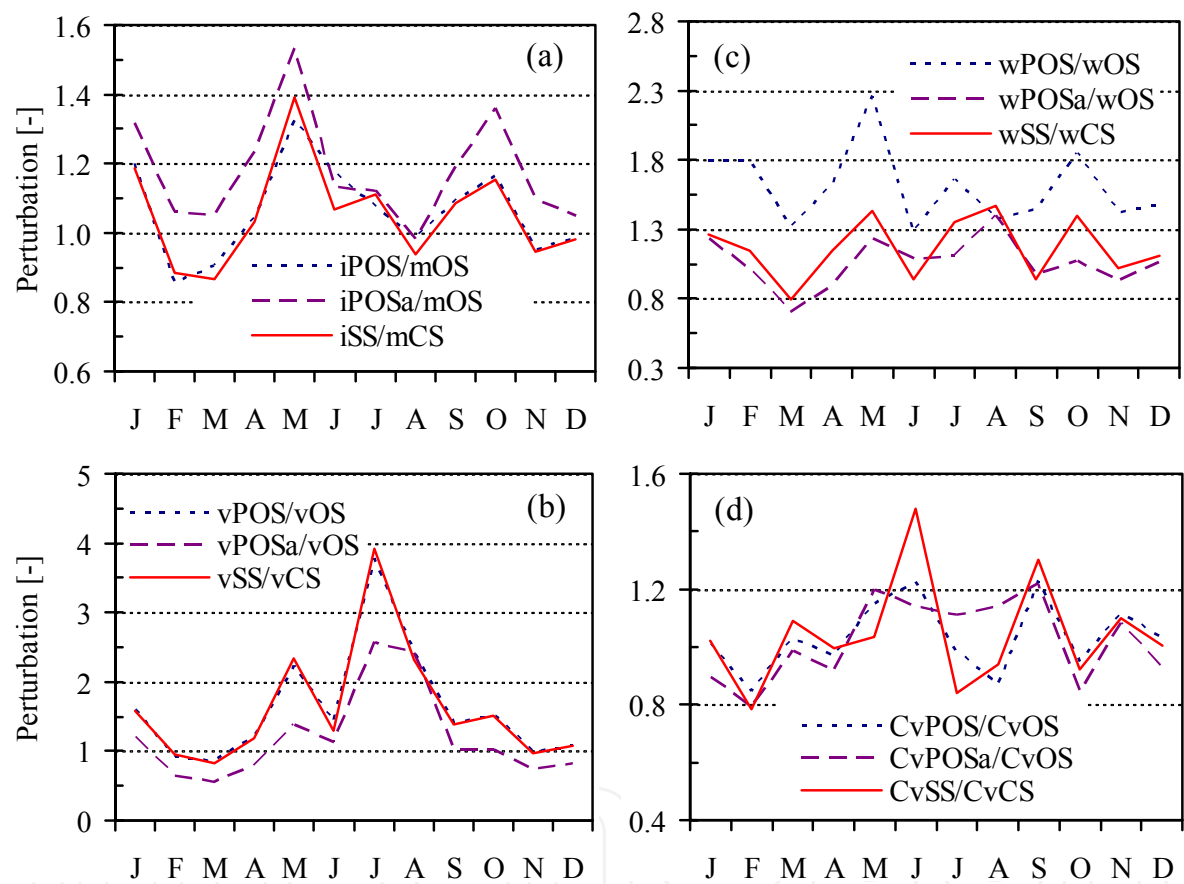 (a)
Perturbation [-]
1.6
1.4
1.2
1.0
0.8
0.6
iPOS/mOS
iPOSa/mOS
iSS/mCS
J F M A M J J A S O N D
(c)
2.8
2.3
1.8
1.3
0.8
0.3
wPOS/wOS
wPOSa/wOS
wSS/wCS
J F M A M J J A S O N D
(b)
Perturbation [-]
5
4
3
2
1
0
vPOS/vOS
vPOSa/vOS
vSS/vCS
J F M A M J J A S O N D
(d)
1.6
1.2
0.8
0.4
CvPOS/CvOS
CvPOSa/CvOS
CvSS/CvCS
J F M A M J J A S O N D